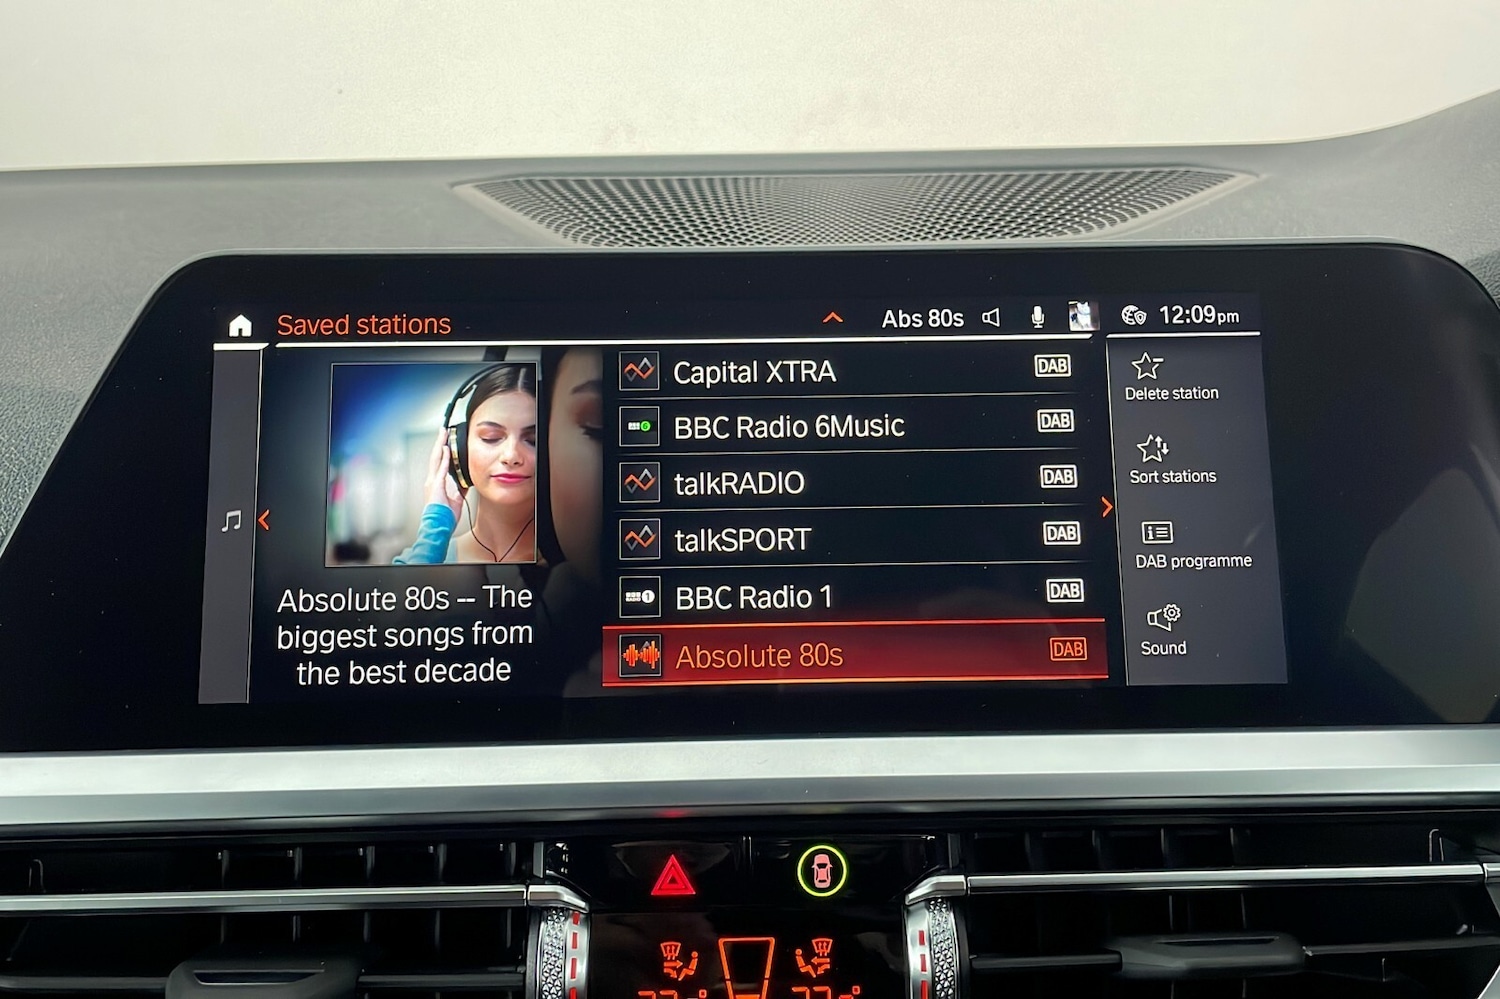 Saved stations
Abs 80s
12:09pm
Capital XTRA DAB
BBC Radio 6Music DAB
talkRADIO DAB
talkSPORT DAB
BBC Radio 1 DAB
Absolute 80s DAB
Absolute 80s -- The
biggest songs from
the best decade
Delete station
Sort stations
DAB programme
Sound